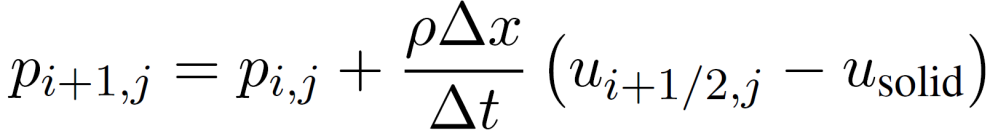 p_{i+1,j} = p_{i,j} + \frac{\rho \Delta x}{\Delta t} \left( u_{i+1/2,j} - u_{\text{solid}} \right)